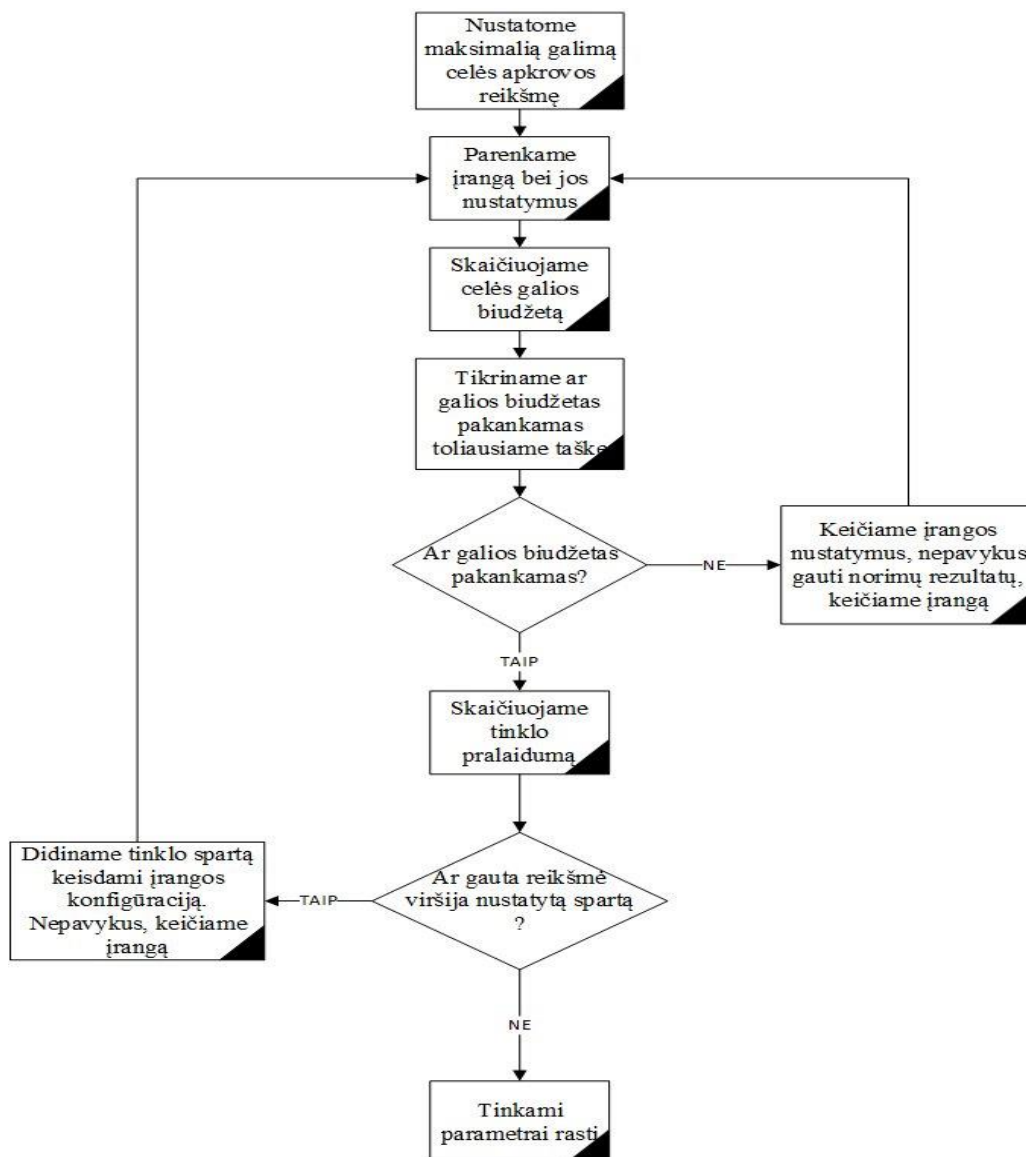 Nustatome
maksimalią galimą
celės apkrovos
reikšmę
Parenkame
įrangą bei jos
nustatymus
Skaičiuojame
celės galios
biudžetą
Tikriname ar
galios biudžetas
pakankamas
toliausiame taške
Ar galios biudžetas
pakankamas?
NE
Keičiame įrangos
nustatymus, nepavykus
gauti norimų rezultatų,
keičiame įrangą
TAIP
Skaičiuojame
tinklo
pralaidumą
Ar gauta reikšmė
viršija nustatytą spartą
?
TAIP
Didiname tinklo spartą
keisdami įrangos
konfigūraciją.
Nepavykus, keičiame
įrangą
NE
Tinkami
parametrai rasti